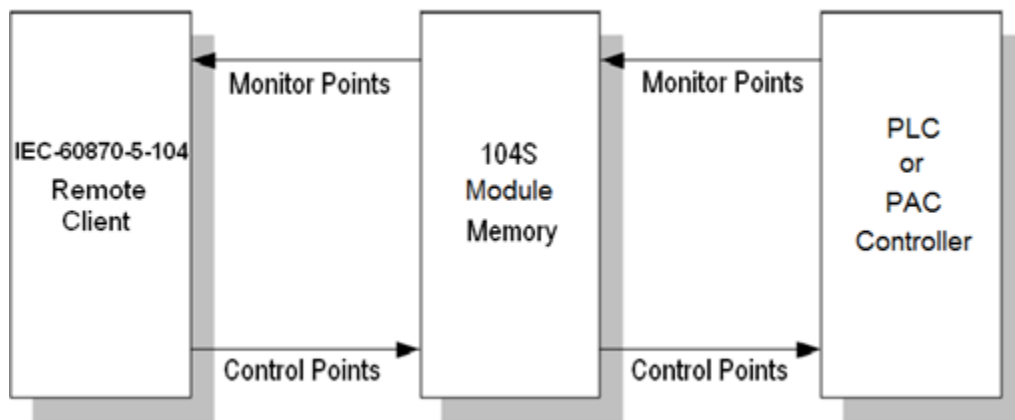 Monitor Points
Monitor Points
IEC-60870-5-104
Remote
Client
104S
Module
Memory
PLC
or
PAC
Controller
Control Points
Control Points